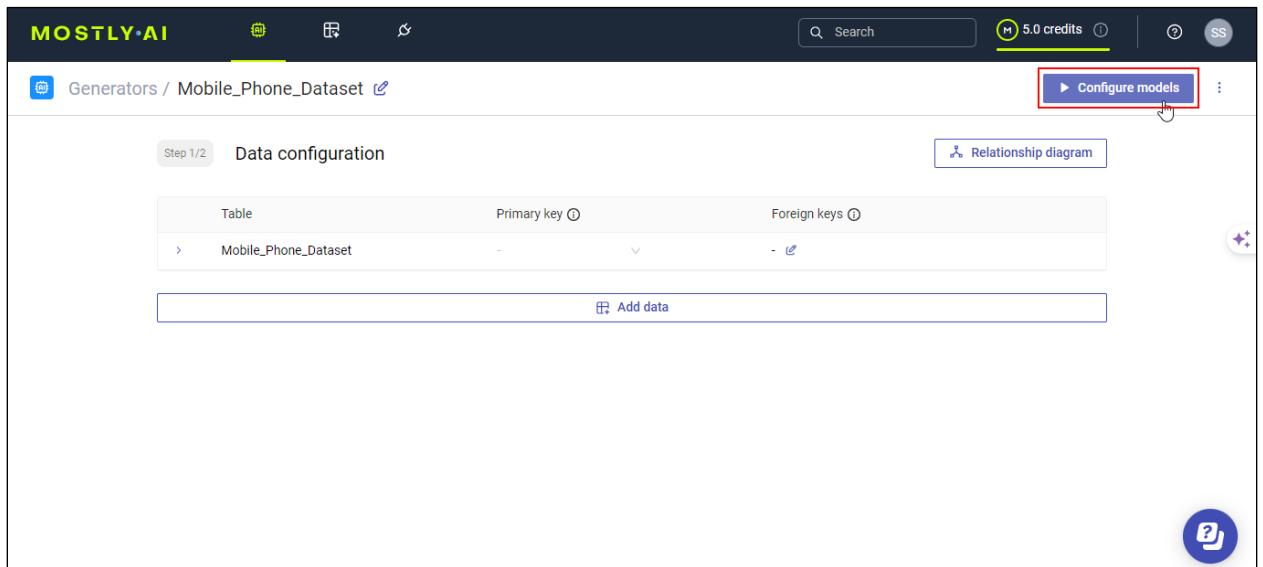 MOSTLY·AI
Search
M 5.0 credits
SS
Generators / Mobile_Phone_Dataset
Configure models
Step 1/2 Data configuration
Relationship diagram
Table Primary key Foreign keys
Mobile_Phone_Dataset - -
Add data